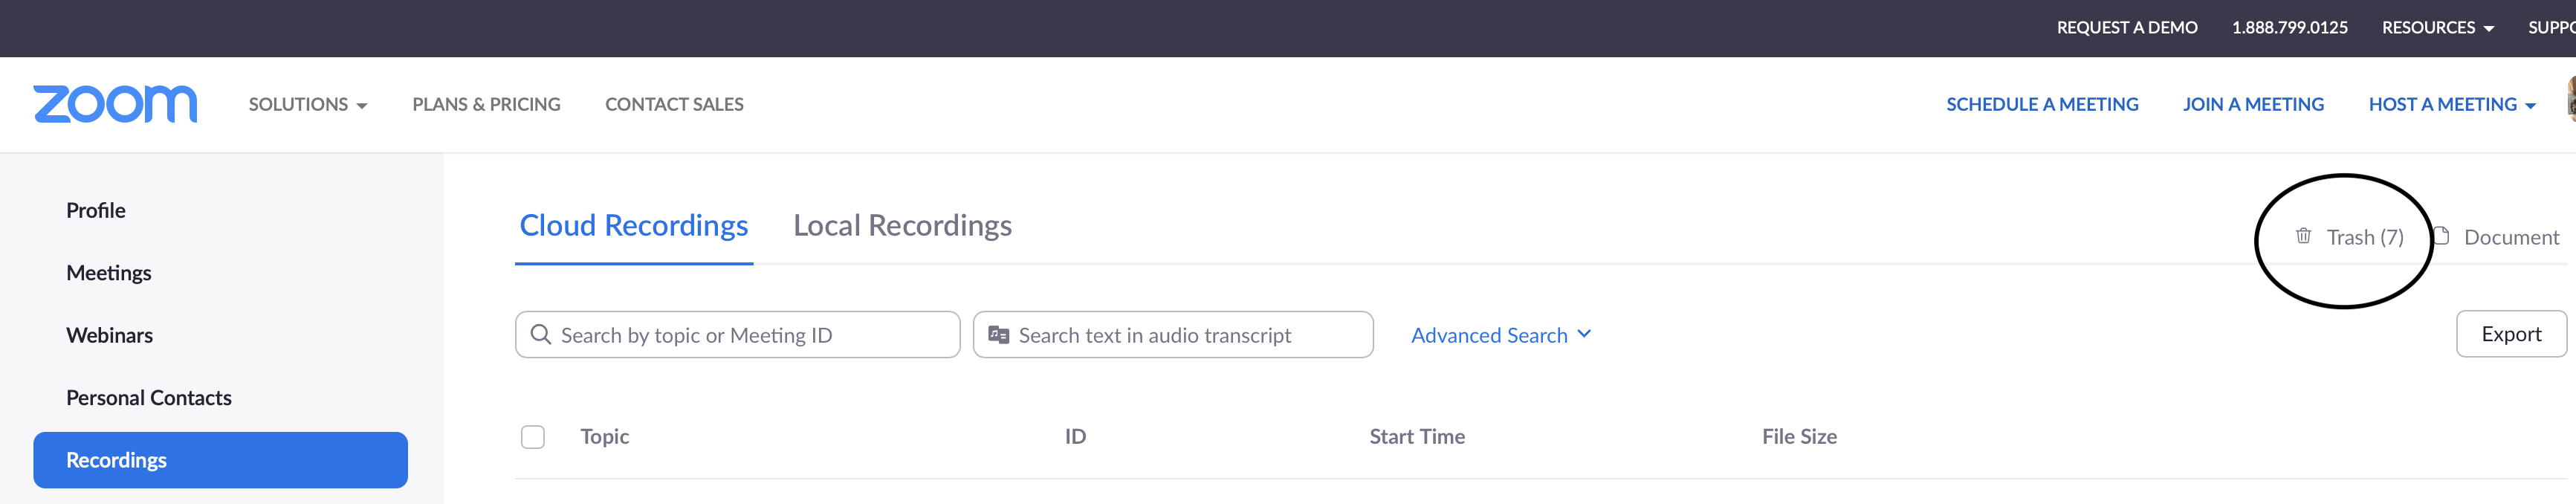 REQUEST A DEMO 1.888.799.0125 RESOURCES SUPPO
zoom SOLUTIONS PLANS & PRICING CONTACT SALES SCHEDULE A MEETING JOIN A MEETING HOST A MEETING
Profile
Meetings
Webinars
Personal Contacts
Recordings
Cloud Recordings Local Recordings Trash (7) Document
Search by topic or Meeting ID Search text in audio transcript Advanced Search Export
Topic ID Start Time File Size